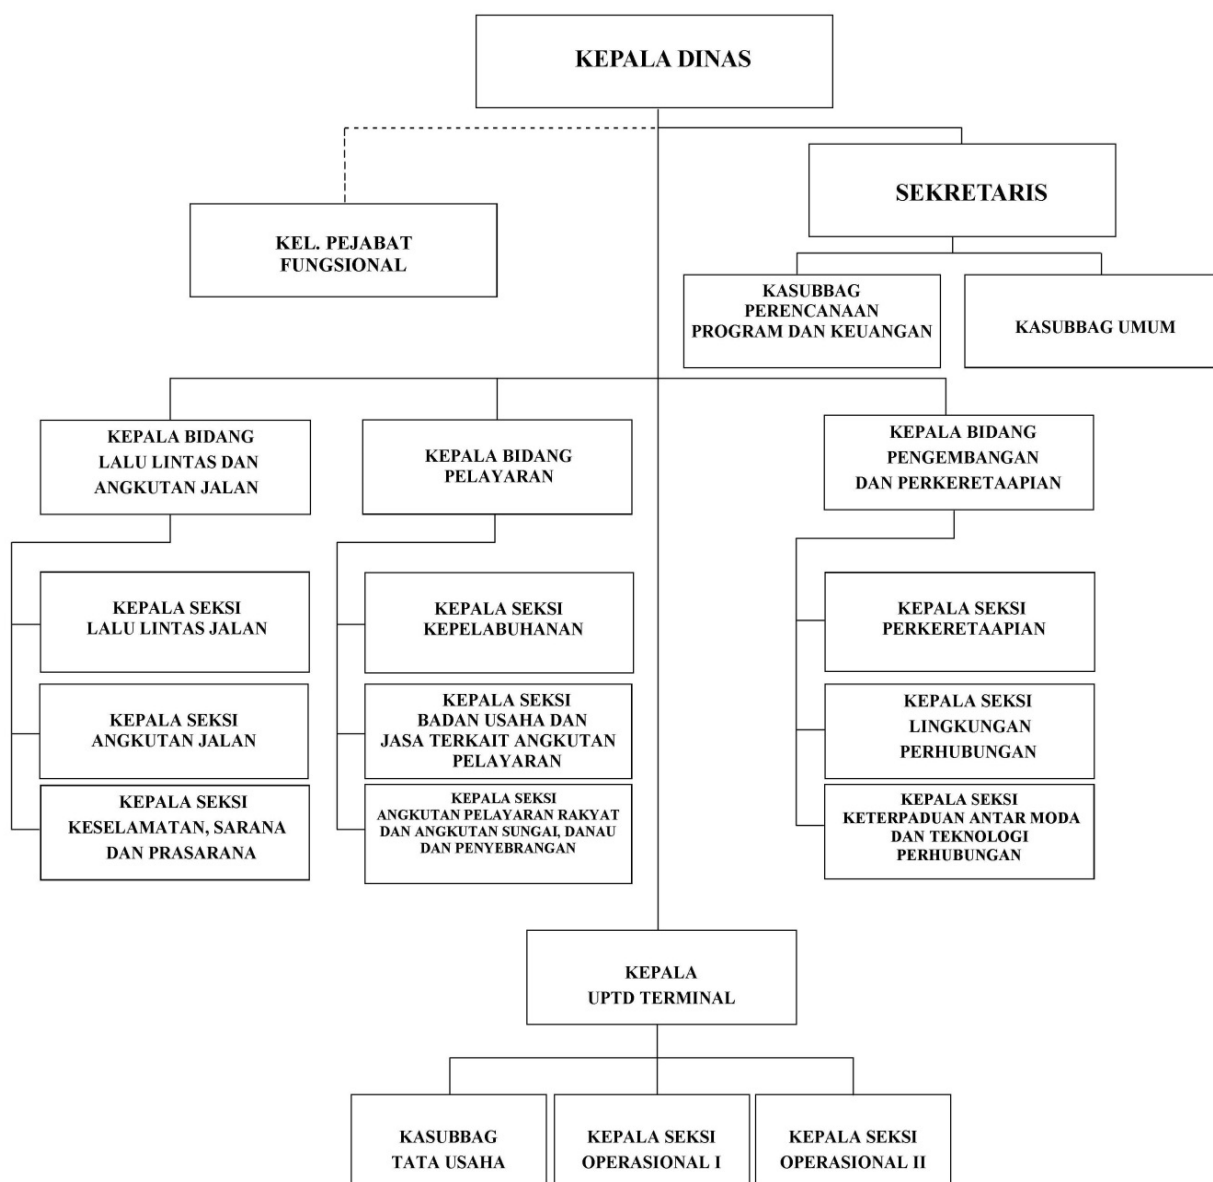 KEPALA DINAS
SEKRETARIS
KEL. PEJABAT
FUNGSIONAL
KASUBBAG
PERENCANAAN
PROGRAM DAN KEUANGAN
KASUBBAG UMUM
KEPALA BIDANG
LALU LINTAS DAN
ANGKUTAN JALAN
KEPALA BIDANG
PELAYARAN
KEPALA BIDANG
PENGEMBANGAN
DAN PERKERETAAPIAN
KEPALA SEKSI
LALU LINTAS JALAN
KEPALA SEKSI
KEPELABUHANAN
KEPALA SEKSI
PERKERETAAPIAN
KEPALA SEKSI
ANGKUTAN JALAN
KEPALA SEKSI
BADAN USAHA DAN
JASA TERKAIT ANGKUTAN
PELAYARAN
KEPALA SEKSI
LINGKUNGAN
PERHUBUNGAN
KEPALA SEKSI
KESELAMATAN, SARANA
DAN PRASARANA
KEPALA SEKSI
ANGKUTAN PELAYARAN RAKYAT
DAN ANGKUTAN SUNGAI, DANAU
DAN PENYEBRANGAN
KEPALA SEKSI
KETERPADUAN ANTAR MODA
DAN TEKNOLOGI
PERHUBUNGAN
KEPALA
UPTD TERMINAL
KASUBBAG
TATA USAHA
KEPALA SEKSI
OPERASIONAL I
KEPALA SEKSI
OPERASIONAL II